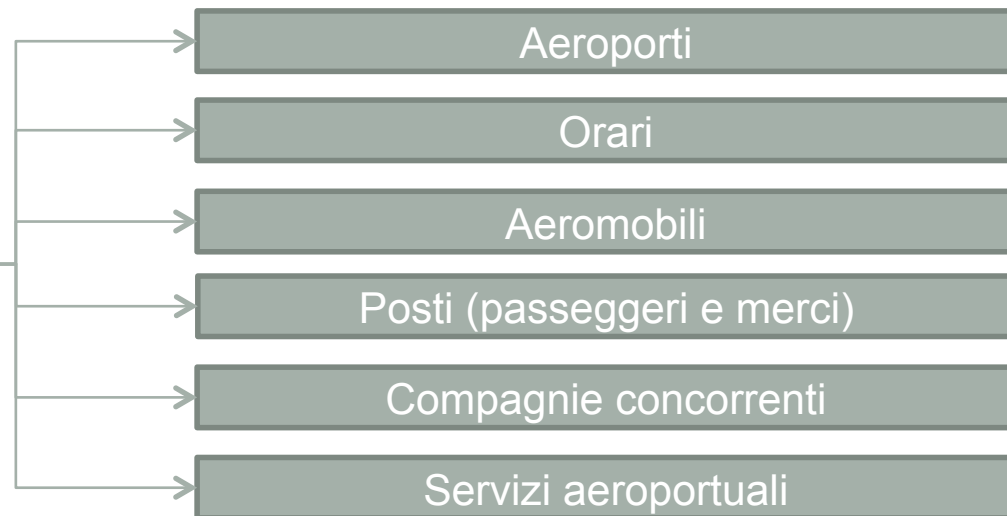 Aeroporti
Orari
Aeromobili
Posti (passeggeri e merci)
Compagnie concorrenti
Servizi aeroportuali